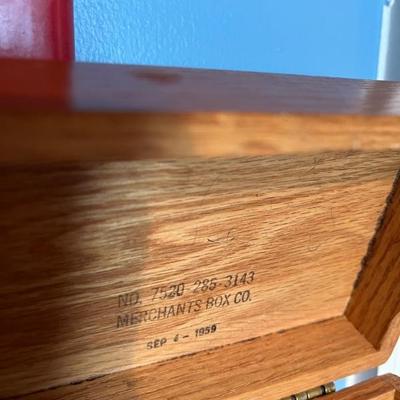 NO. 7520-285-3143
MERCHANTS BOX CO.
SEP 4 - 1959